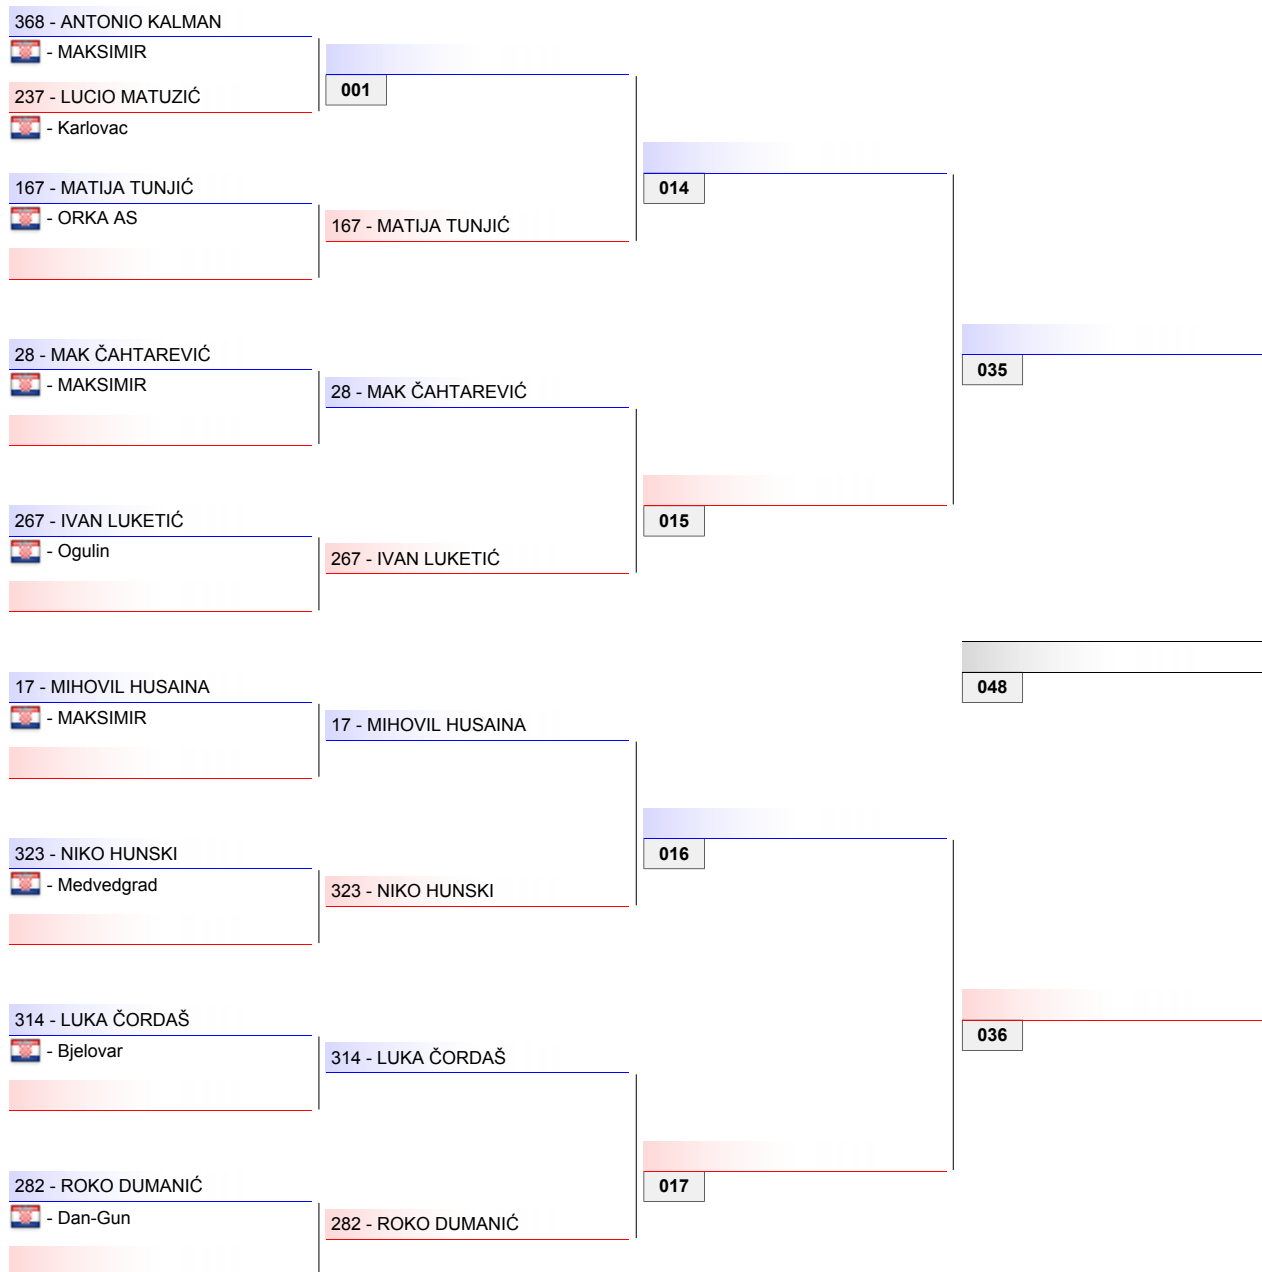 368 - ANTONIO KALMAN
- MAKSIMIR
237 - LUCIO MATUZIĆ
- Karlovac
001
167 - MATIJA TUNJIĆ
- ORKA AS
167 - MATIJA TUNJIĆ
014
28 - MAK ČAHTAREVIĆ
- MAKSIMIR
28 - MAK ČAHTAREVIĆ
035
267 - IVAN LUKETIĆ
- Ogulin
267 - IVAN LUKETIĆ
015
17 - MIHOVIL HUSAINA
- MAKSIMIR
17 - MIHOVIL HUSAINA
048
323 - NIKO HUNSKI
- Medvedgrad
323 - NIKO HUNSKI
016
314 - LUKA ČORDAŠ
- Bjelovar
314 - LUKA ČORDAŠ
036
282 - ROKO DUMANIĆ
- Dan-Gun
282 - ROKO DUMANIĆ
017